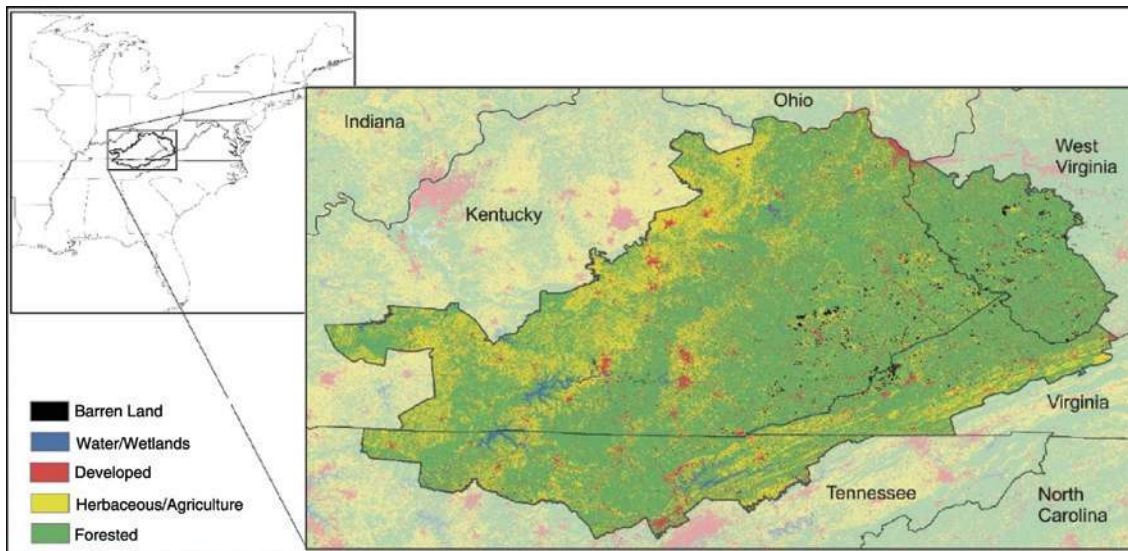 Indiana
Ohio
West
Virginia
Kentucky
Virginia
Tennessee
North
Carolina
Barren Land
Water/Wetlands
Developed
Herbaceous/Agriculture
Forested